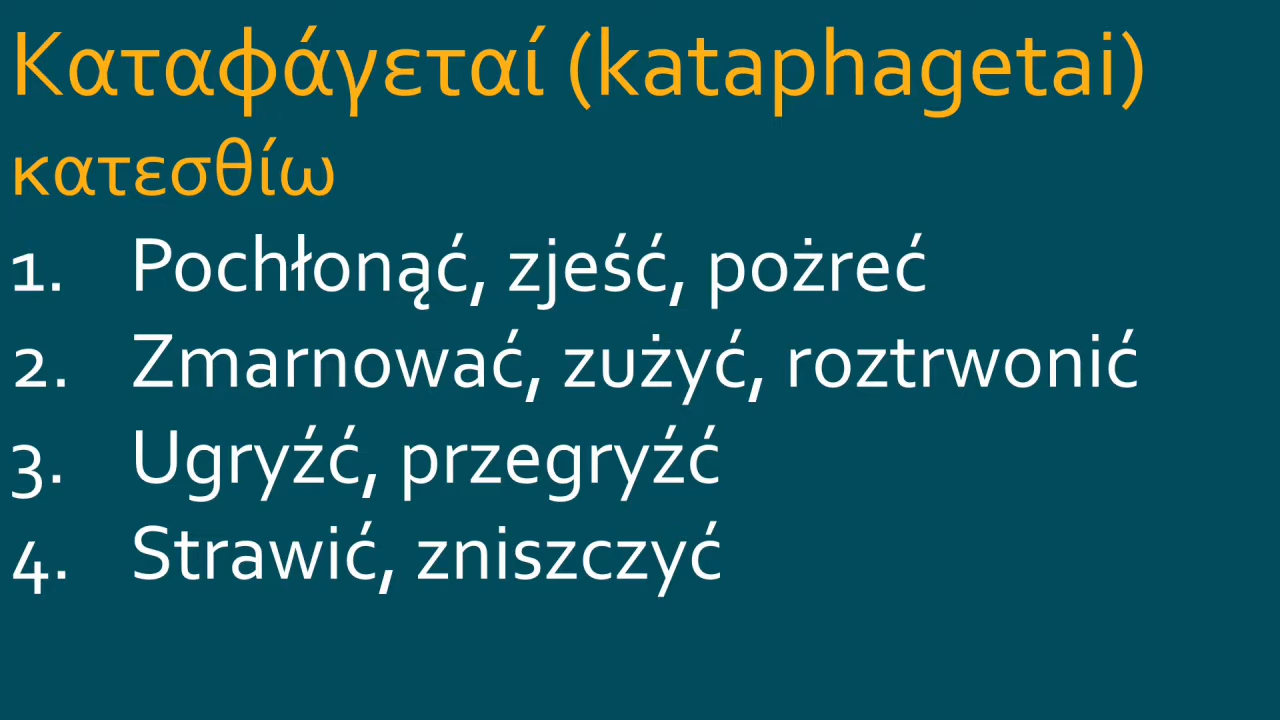 Καταφάγεταί (kataphagetai)
κατεσθίω
1. Pochłonąć, zjeść, pożreć
2. Zmarnować, zużyć, roztrwonić
3. Ugryźć, przegryźć
4. Strawić, zniszczyć